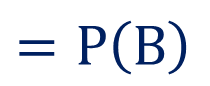 = P(B)